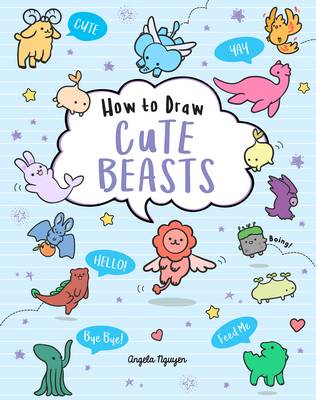 CUTE
YAY
How to Draw
CUTE
BEASTS
Boing!
HELLO!
Bye Bye!
Feed Me
Angela Nguyen